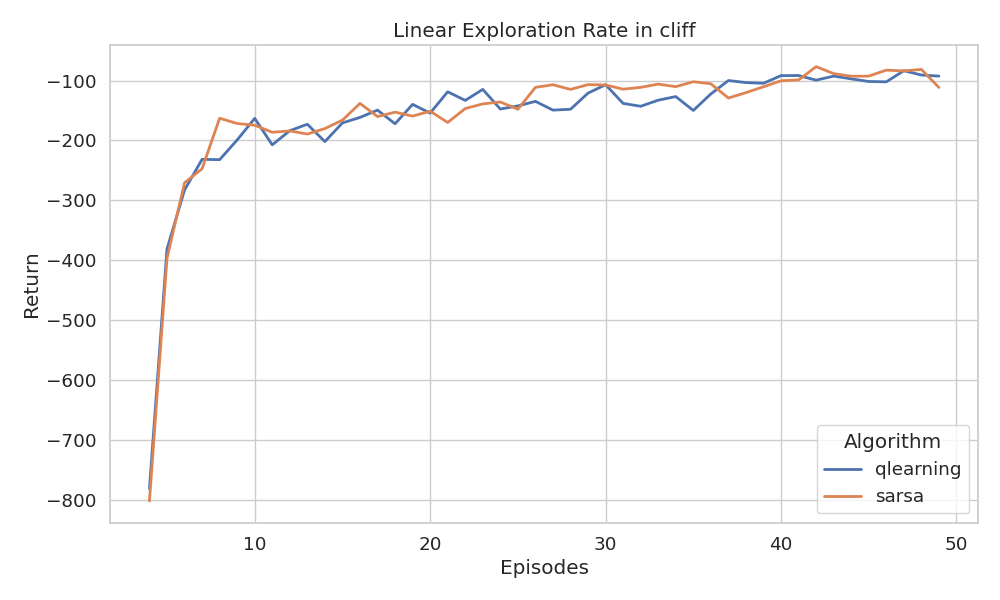 Linear Exploration Rate in cliff
−100
−200
−300
−400
−500
−600
−700
−800
Return
10
20
30
40
50
Episodes
Algorithm
qlearning
sarsa